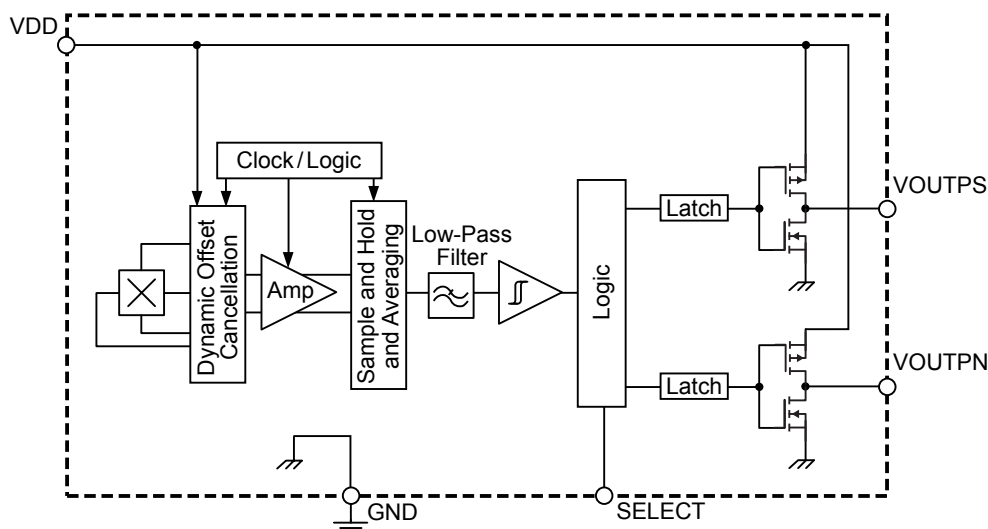 VDD
Clock/Logic
VOUTPS
Latch
Low-Pass
Filter
Dynamic Offset
Cancellation
Amp
Sample and Hold
and Averaging
Logic
Latch
VOUTPN
GND
SELECT